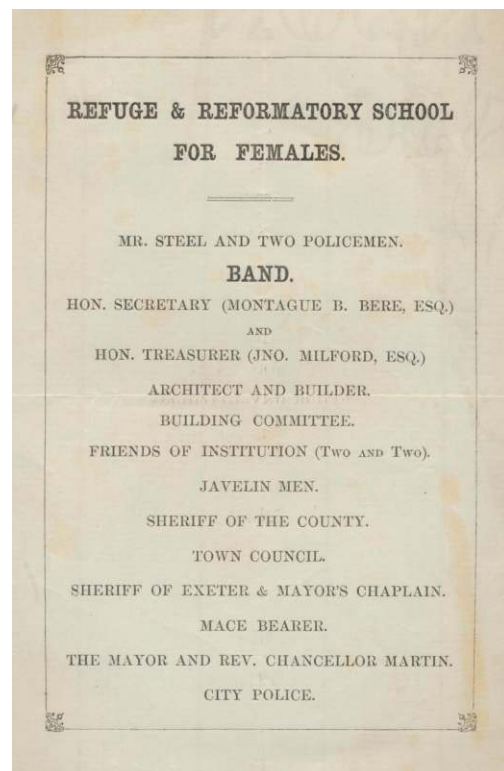 REFUGE & REFORMATORY SCHOOL
FOR FEMALES.
MR. STEEL AND TWO POLICEMEN.
BAND.
HON. SECRETARY (MONTAGUE B. BERE, ESQ.)
AND
HON. TREASURER (JNO. MILFORD, ESQ.)
ARCHITECT AND BUILDER.
BUILDING COMMITTEE.
FRIENDS OF INSTITUTION (TWO AND TWO).
JAVELIN MEN.
SHERIFF OF THE COUNTY.
TOWN COUNCIL.
SHERIFF OF EXETER & MAYOR'S CHAPLAIN.
MACE BEARER.
THE MAYOR AND REV. CHANCELLOR MARTIN.
CITY POLICE.